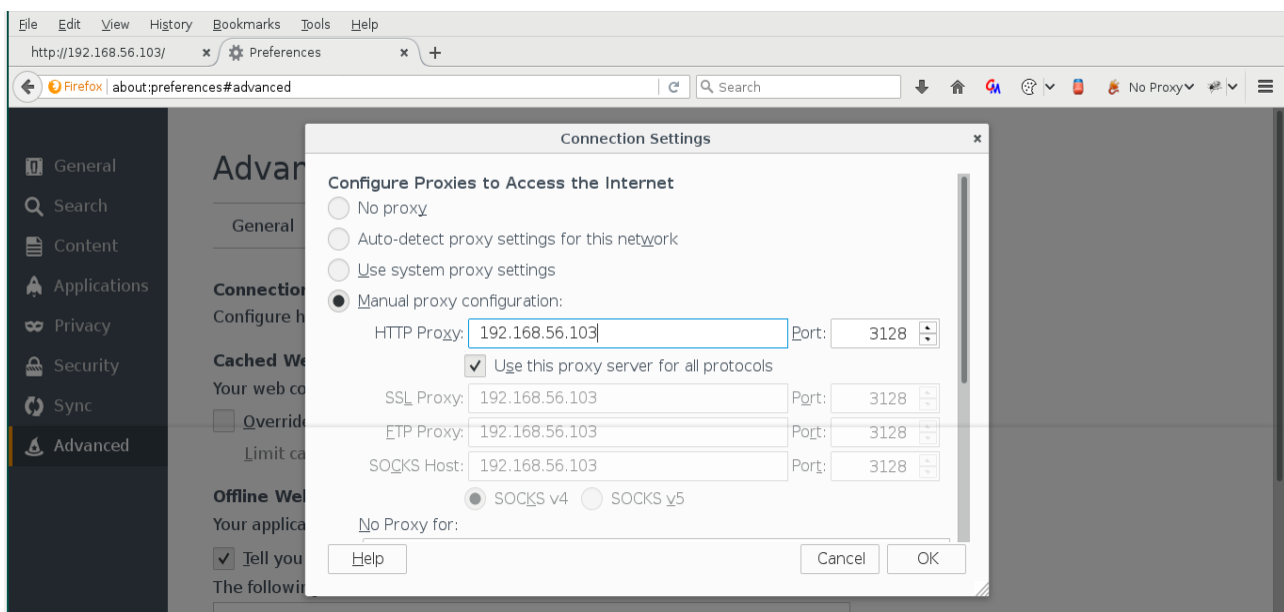 File Edit View History Bookmarks Tools Help
http://192.168.56.103/ × Preferences × +
Firefox about:preferences#advanced Search No Proxy
Connection Settings ×
General
Search
Content
Applications
Privacy
Security
Sync
Advanced
Advan
General
Connection
Configure h
Cached We
Your web co
Override
Limit ca
Offline Wel
Your applica
Tell you
The followin
Configure Proxies to Access the Internet
No proxy
Auto-detect proxy settings for this network
Use system proxy settings
Manual proxy configuration:
HTTP Proxy: 192.168.56.103 Port: 3128
Use this proxy server for all protocols
SSL Proxy: 192.168.56.103 Port: 3128
FTP Proxy: 192.168.56.103 Port: 3128
SOCKS Host: 192.168.56.103 Port: 3128
SOCKS v4 SOCKS v5
No Proxy for:
Help Cancel OK